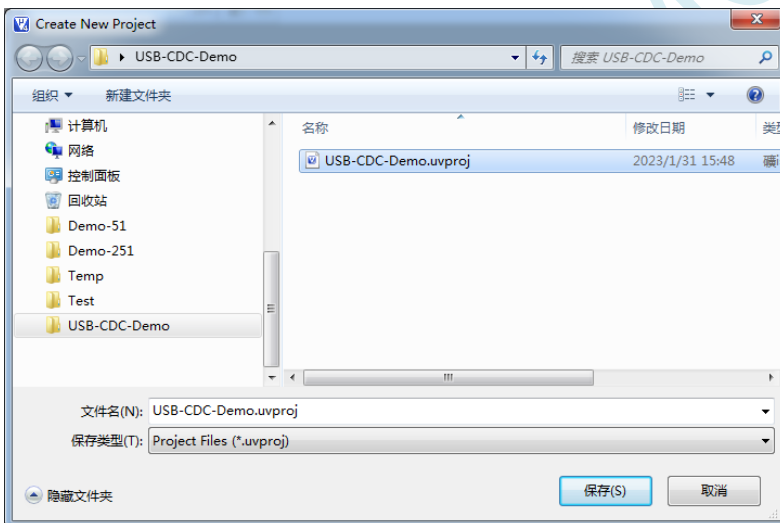 Create New Project
USB-CDC-Demo
搜索 USB-CDC-Demo
组织 新建文件夹
计算机
网络
控制面板
回收站
Demo-51
Demo-251
Temp
Test
USB-CDC-Demo
名称 修改日期
USB-CDC-Demo.uvproj 2023/1/31 15:48
文件名(N): USB-CDC-Demo.uvproj
保存类型(T): Project Files (*.uvproj)
隐藏文件夹
保存(S) 取消